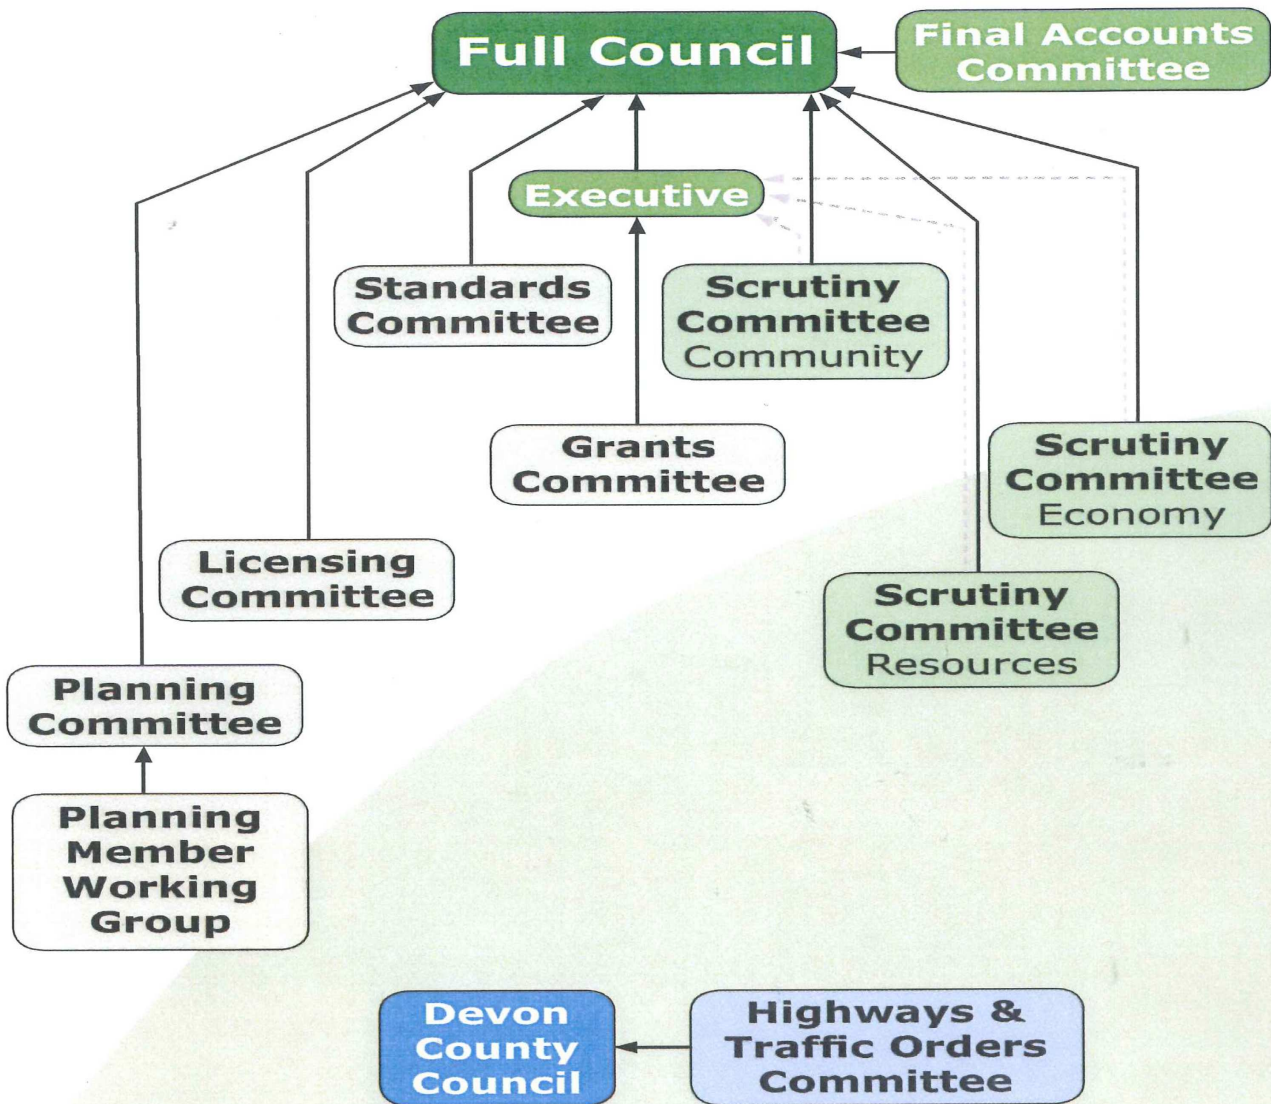 Full Council
Final Accounts
Committee
Executive
Standards
Committee
Scrutiny
Committee
Community
Grants
Committee
Scrutiny
Committee
Economy
Licensing
Committee
Scrutiny
Committee
Resources
Planning
Committee
Planning
Member
Working
Group
Devon
County
Council
Highways &
Traffic Orders
Committee